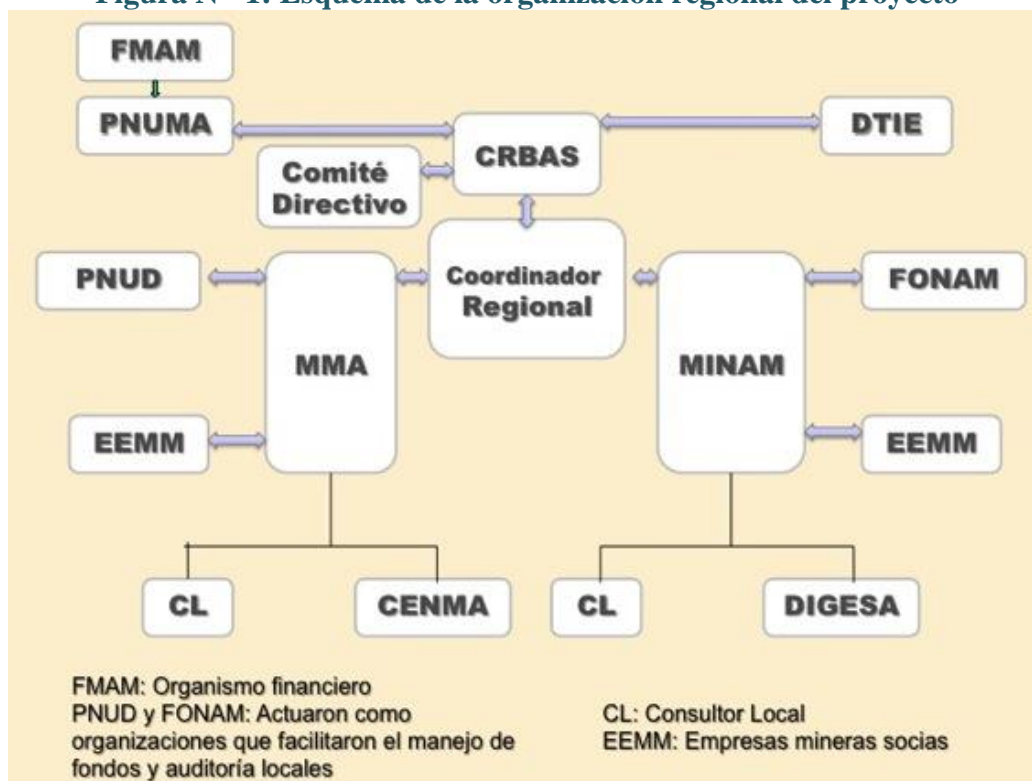 Figura N° 1: Esquema de la organización regional del proyecto
FMAM
PNUMA
DTIE
CRBAS
Comité
Directivo
PNUD
Coordinador
Regional
FONAM
MMA
MINAM
EEMM
EEMM
CL
CENMA
CL
DIGESA
FMAM: Organismo financiero
PNUD y FONAM: Actuaron como
organizaciones que facilitaron el manejo de
fondos y auditoría locales
CL: Consultor Local
EEMM: Empresas mineras socias